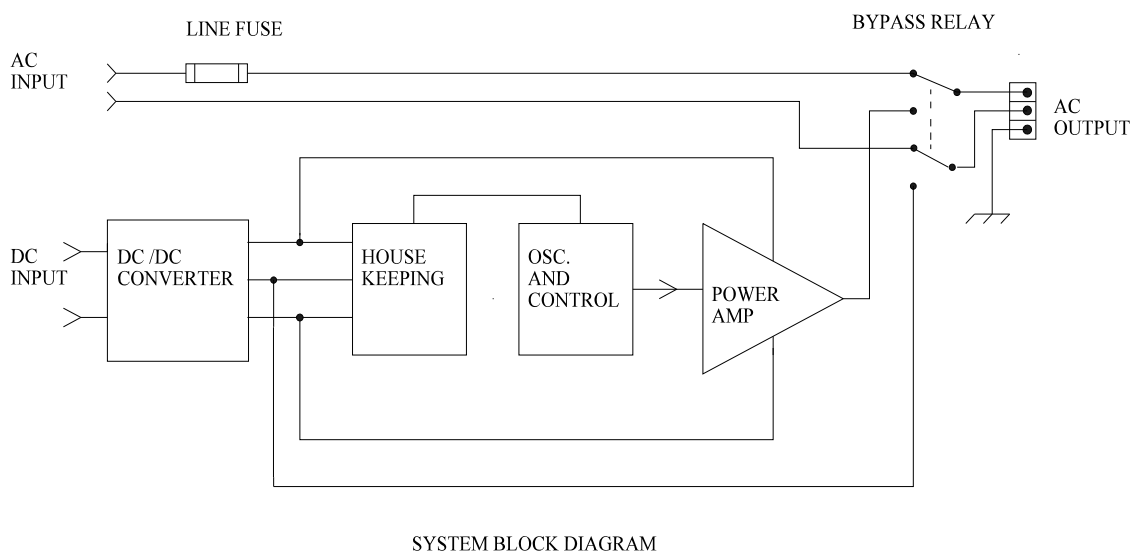 LINE FUSE
BYPASS RELAY
AC
INPUT
AC
OUTPUT
DC
INPUT
DC /DC
CONVERTER
HOUSE
KEEPING
OSC.
AND
CONTROL
POWER
AMP
SYSTEM BLOCK DIAGRAM